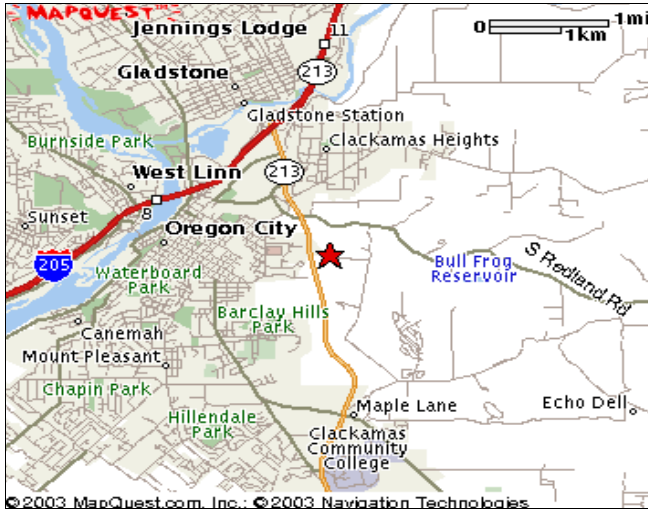 MAPQUEST
Jennings Lodge
11
0
1mi
1km
213
Gladstone
Gladstone Station
Burnside Park
Clackamas Heights
213
West Linn
8
Sunset
Oregon City
205
Waterboard
Park
Bull Frog
Reservoir
S Redland Rd
Barclay Hills
Park
Canemah
Mount Pleasant
Chapin Park
Hillendale
Park
Maple Lane
Echo Dell
Clackamas
Community
College
©2003 MapQuest.com, Inc.; ©2003 Navigation Technologies